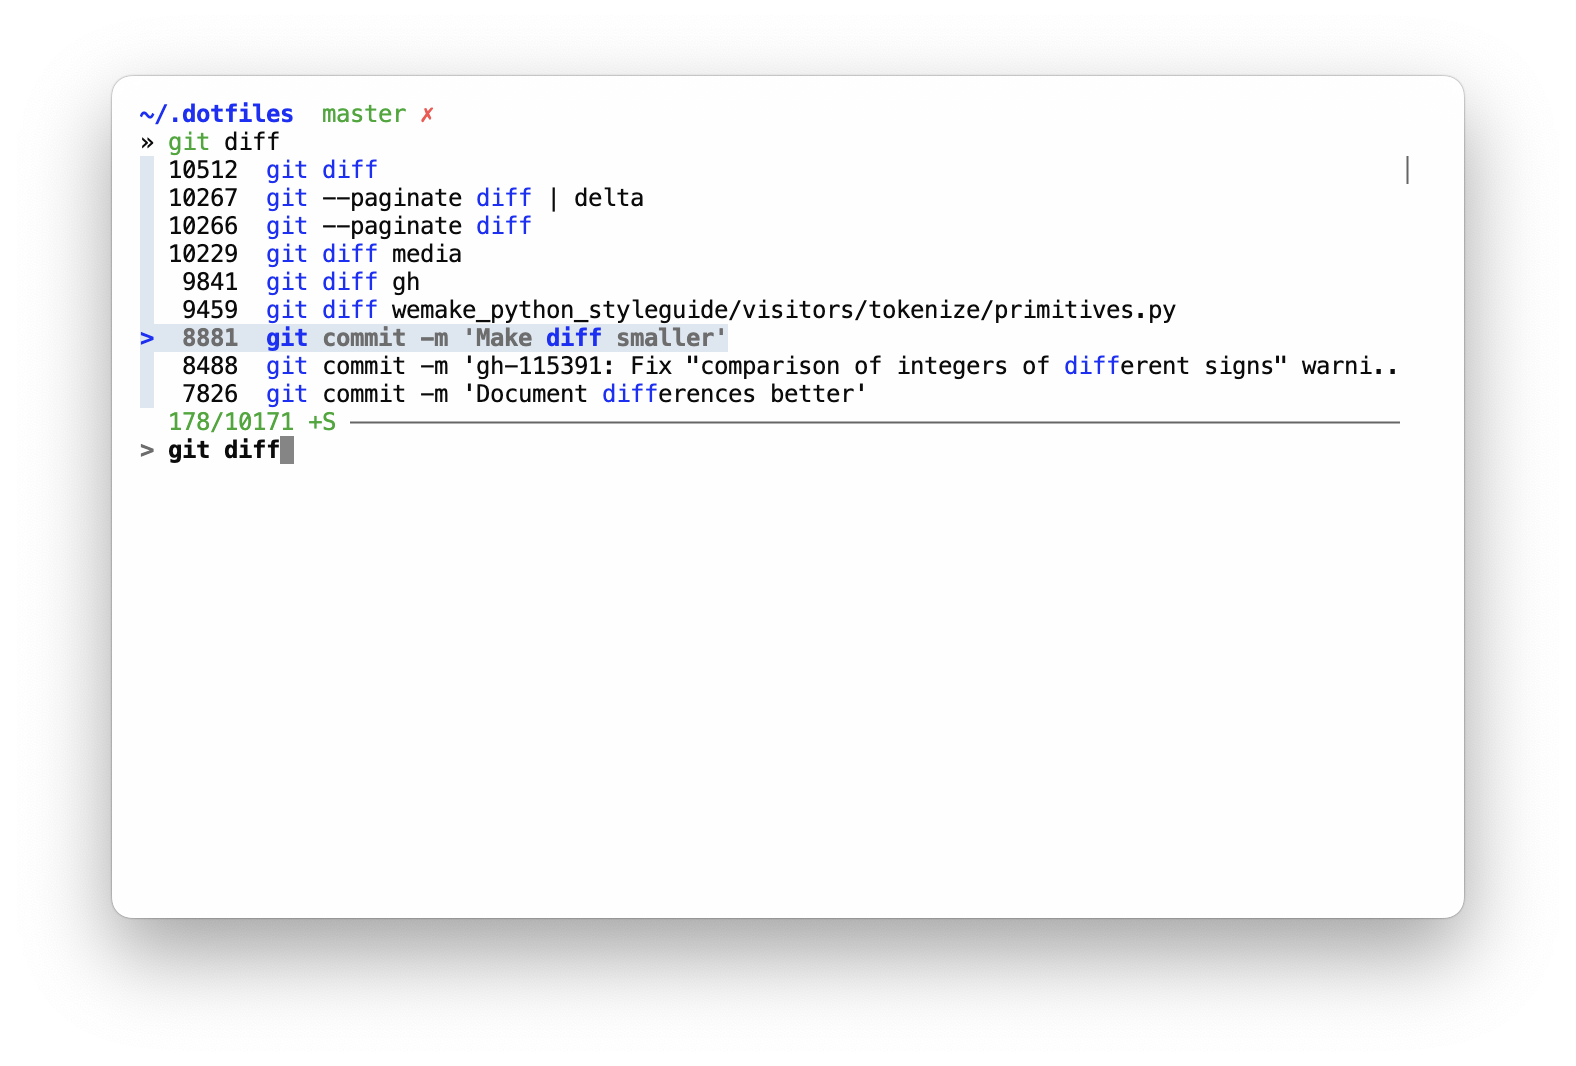 ~/.dotfiles  master ✗
» git diff
10512  git diff
10267  git --paginate diff | delta
10266  git --paginate diff
10229  git diff media
9841  git diff gh
9459  git diff wemake_python_styleguide/visitors/tokenize/primitives.py
> 8881  git commit -m 'Make diff smaller'
8488  git commit -m 'gh-115391: Fix "comparison of integers of different signs" warni..
7826  git commit -m 'Document differences better'
178/10171 +S
> git diff